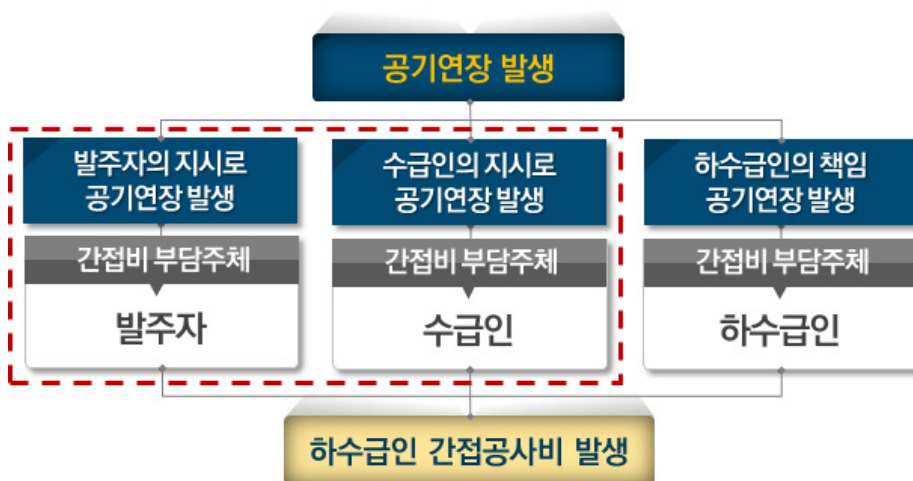 공기연장 발생
발주자의 지시로
공기연장 발생
간접비 부담주체
발주자
수급인의 지시로
공기연장 발생
간접비 부담주체
수급인
하수급인의 책임
공기연장 발생
간접비 부담주체
하수급인
하수급인 간접공사비 발생